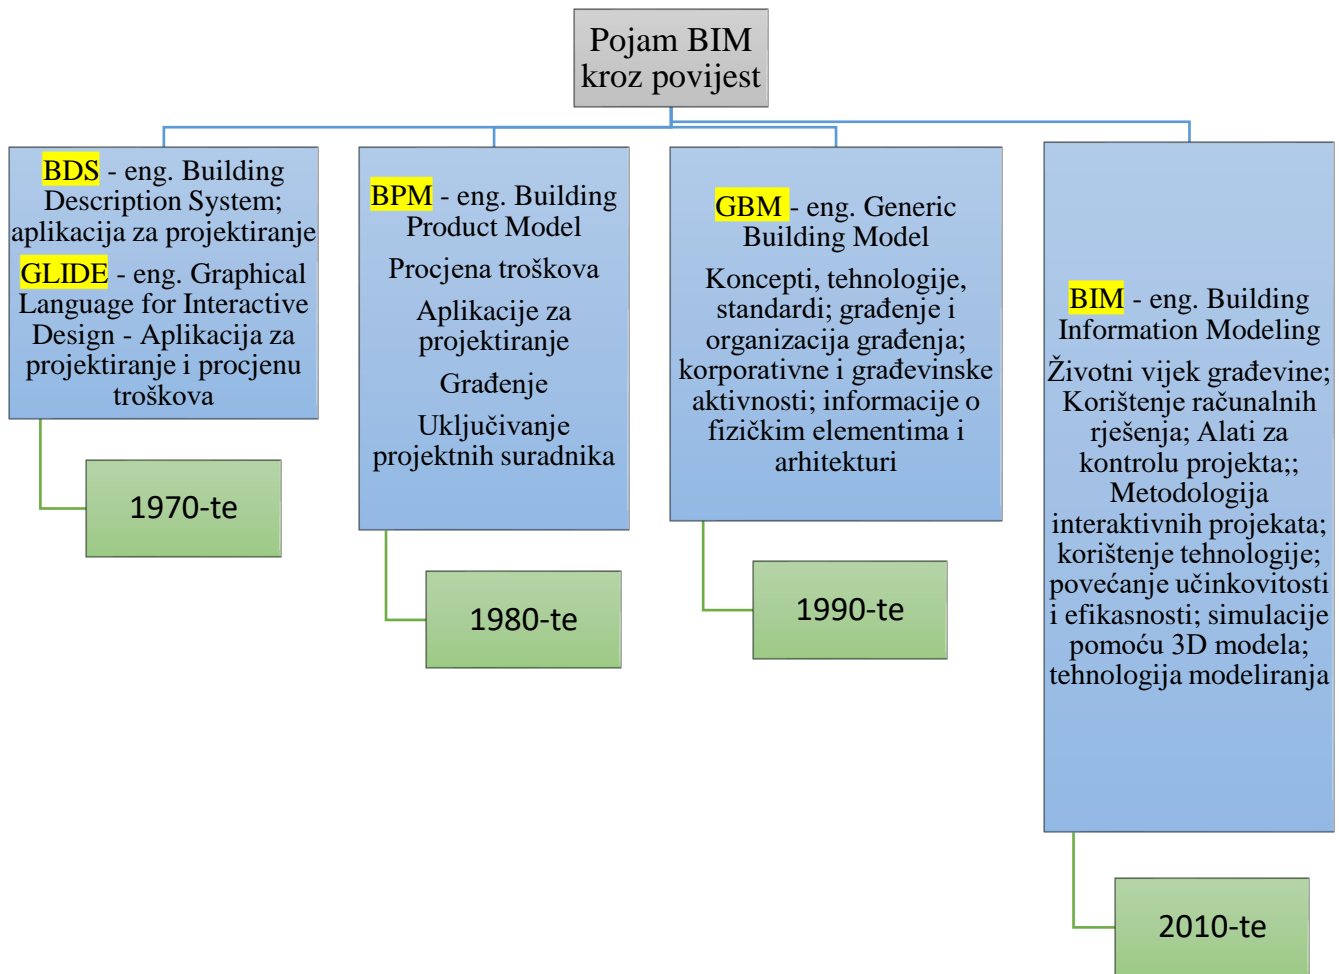 Pojam BIM
kroz povijest
BDS - eng. Building
Description System;
aplikacija za projektiranje
GLIDE - eng. Graphical
Language for Interactive
Design - Aplikacija za
projektiranje i procjenu
troškova
1970-te
BPM - eng. Building
Product Model
Procjena troškova
Aplikacije za
projektiranje
Građenje
Uključivanje
projektnih suradnika
1980-te
GBM - eng. Generic
Building Model
Koncepti, tehnologije,
standardi; građenje i
organizacija građenja;
korporativne i građevinske
aktivnosti; informacije o
fizičkim elementima i
arhitekturi
1990-te
BIM - eng. Building
Information Modeling
Životni vijek građevine;
Korištenje računalnih
rješenja; Alati za
kontrolu projekta;;
Metodologija
interaktivnih projekata;
korištenje tehnologije;
povećanje učinkovitosti
i efikasnosti; simulacije
pomoću 3D modela;
tehnologija modeliranja
2010-te